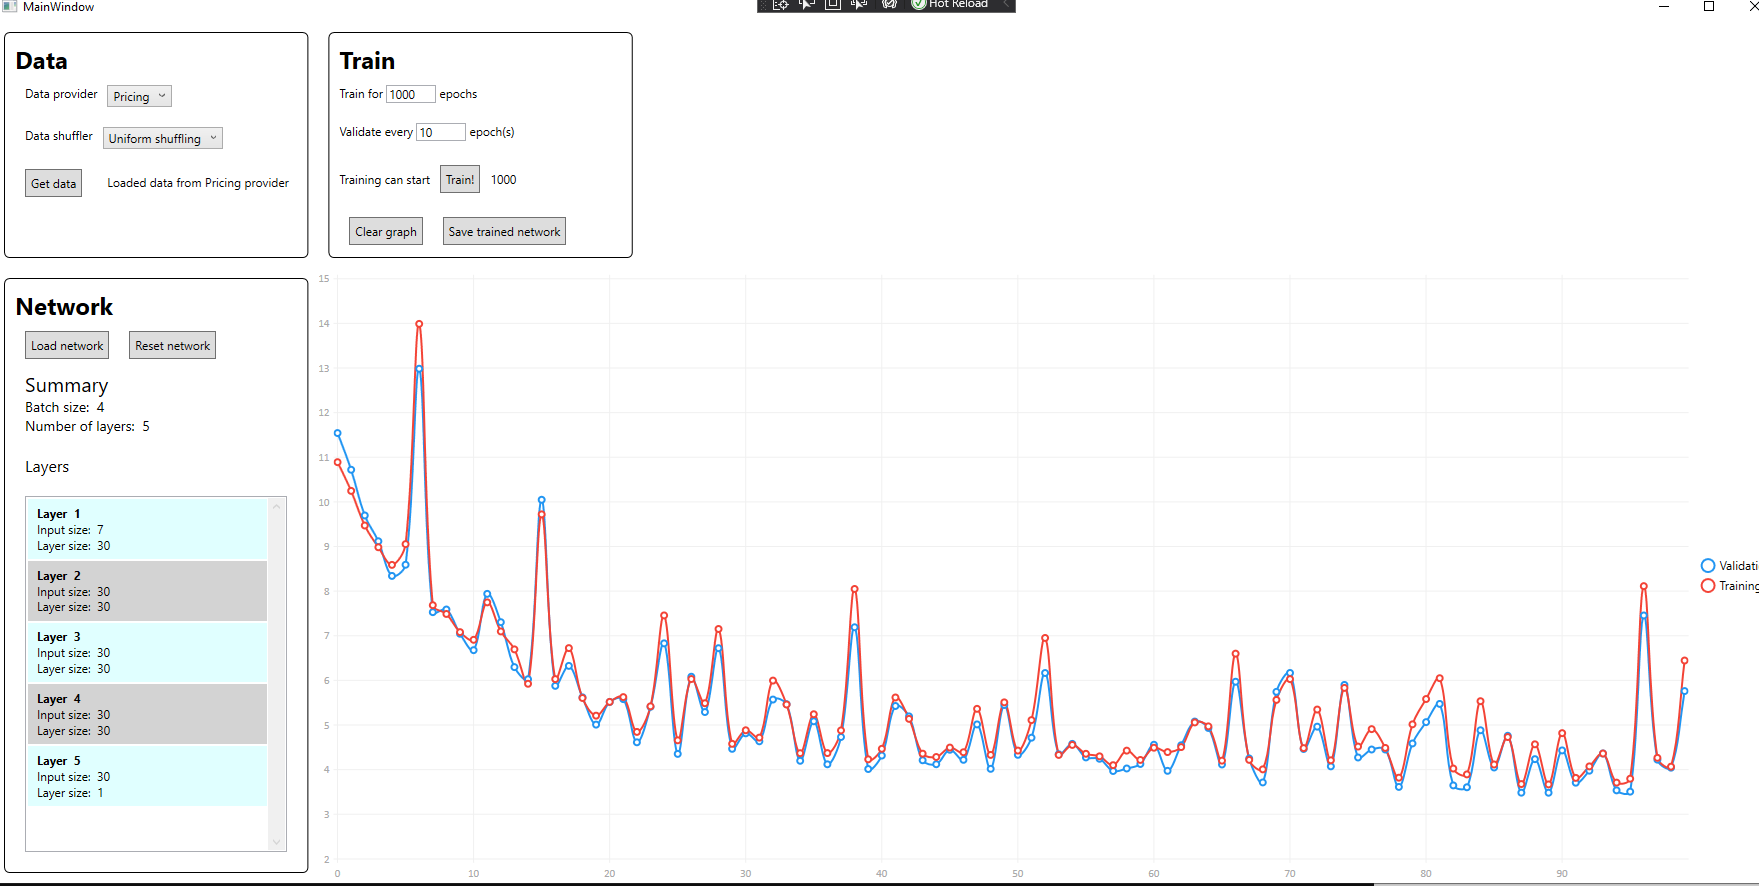 MainWindow
Hot Reload
Data
Data provider Pricing
Data shuffler Uniform shuffling
Get data Loaded data from Pricing provider
Train
Train for 1000 epochs
Validate every 10 epoch(s)
Training can start Train! 1000
Clear graph Save trained network
Network
Load network Reset network
Summary
Batch size: 4
Number of layers: 5
Layers
Layer 1
Input size: 7
Layer size: 30
Layer 2
Input size: 30
Layer size: 30
Layer 3
Input size: 30
Layer size: 30
Layer 4
Input size: 30
Layer size: 30
Layer 5
Input size: 30
Layer size: 1
15
14
13
12
11
10
9
8
7
6
5
4
3
2
0 10 20 30 40 50 60 70 80 90
Validati
Training